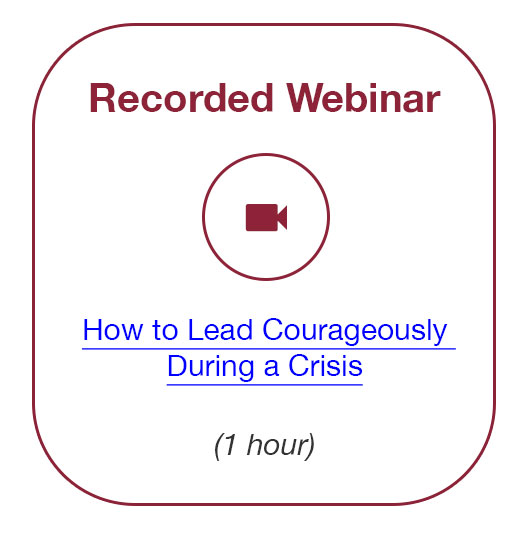 Recorded Webinar
How to Lead Courageously
During a Crisis
(1 hour)